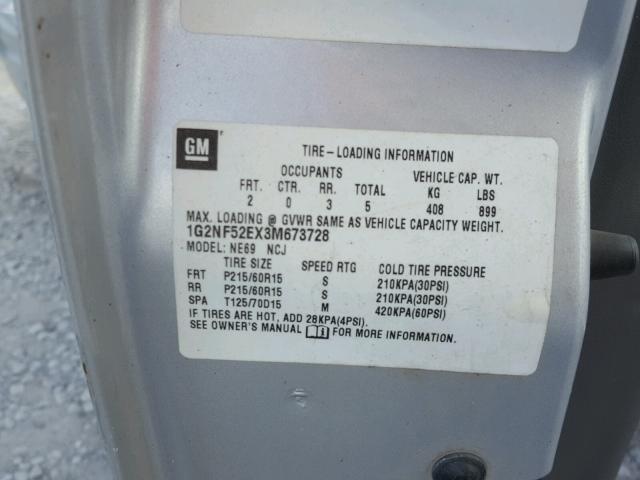 GM
TIRE-LOADING INFORMATION
OCCUPANTS VEHICLE CAP. WT.
FRT. CTR. RR. TOTAL KG LBS
2 0 3 5 408 899
MAX. LOADING @ GVWR SAME AS VEHICLE CAPACITY WEIGHT.
1G2NF52EX3M673728
MODEL: NE69 NCJ
TIRE SIZE SPEED RTG COLD TIRE PRESSURE
FRT P215/60R15 S 210KPA(30PSI)
RR P215/60R15 S 210KPA(30PSI)
SPA T125/70D15 M 420KPA(60PSI)
IF TIRES ARE HOT, ADD 28KPA(4PSI).
SEE OWNER'S MANUAL FOR MORE INFORMATION.